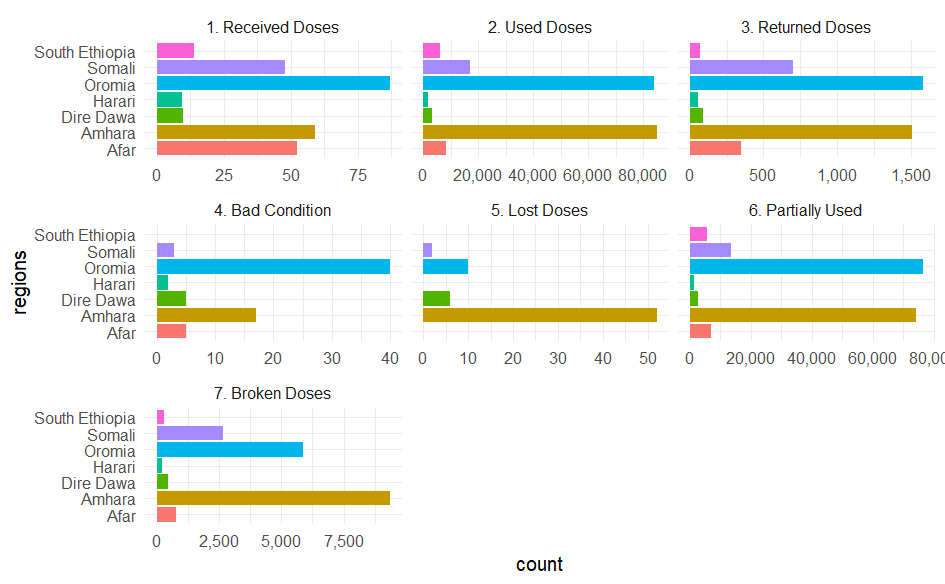 1. Received Doses
2. Used Doses
3. Returned Doses
South Ethiopia
Somali
Oromia
Harari
Dire Dawa
Amhara
Afar
0 25 50 75
0 20,000 40,000 60,000 80,000
0 500 1,000 1,500
4. Bad Condition
5. Lost Doses
6. Partially Used
South Ethiopia
Somali
Oromia
Harari
Dire Dawa
Amhara
Afar
0 10 20 30 40
0 10 20 30 40 50
0 20,000 40,000 60,000 80,000
7. Broken Doses
South Ethiopia
Somali
Oromia
Harari
Dire Dawa
Amhara
Afar
0 2,500 5,000 7,500
regions
count